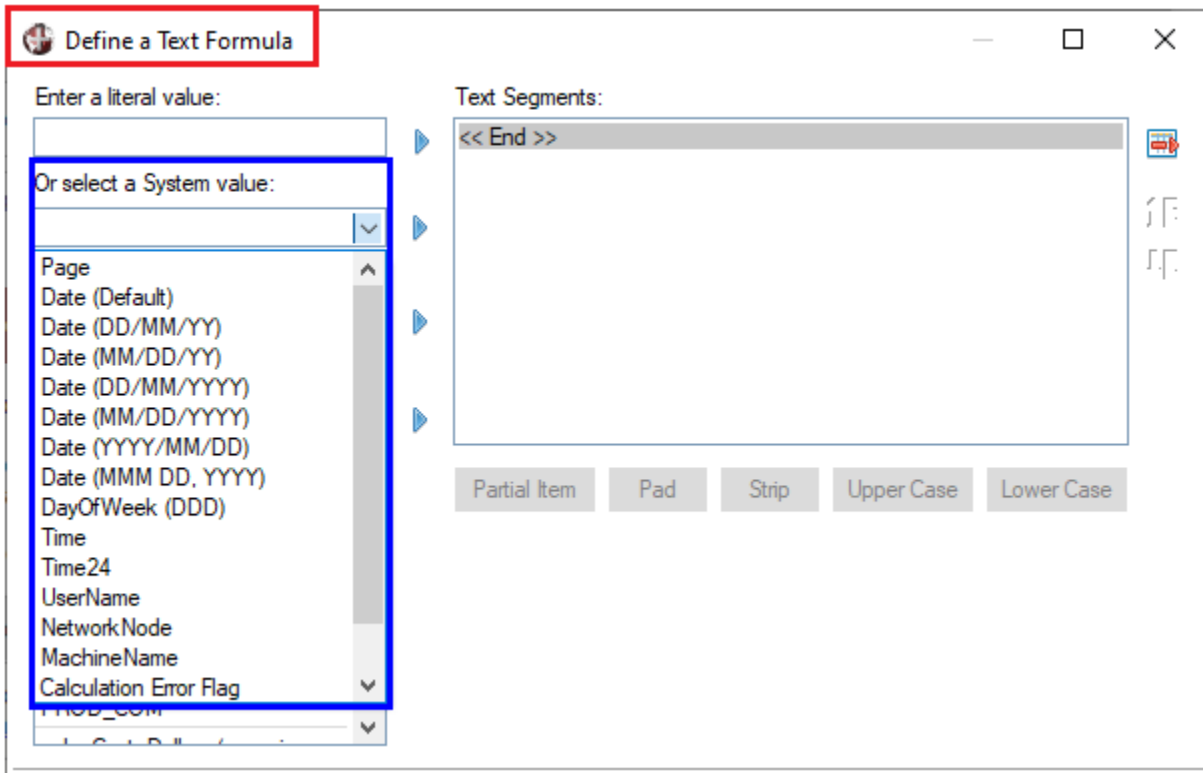 Define a Text Formula
Enter a literal value:
Text Segments:
<< End >>
Or select a System value:
Page
Date (Default)
Date (DD/MM/YY)
Date (MM/DD/YY)
Date (DD/MM/YYYY)
Date (MM/DD/YYYY)
Date (YYYY/MM/DD)
Date (MMM DD, YYYY)
DayOfWeek (DDD)
Time
Time24
UserName
NetworkNode
MachineName
Calculation Error Flag
PROD_COM
Partial Item
Pad
Strip
Upper Case
Lower Case